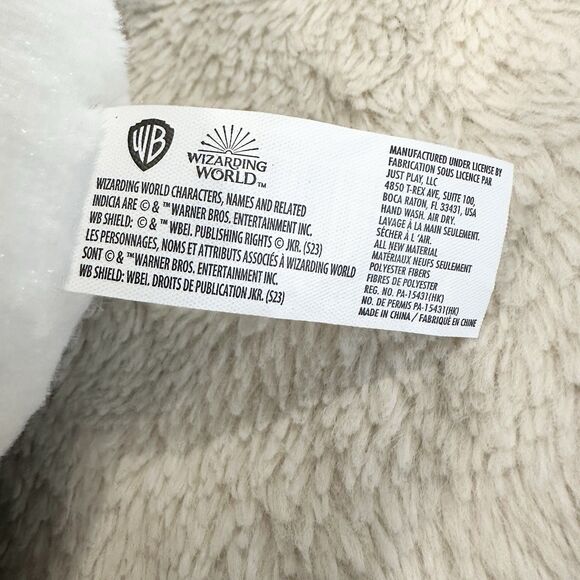 WB
WIZARDING
WORLD™
WIZARDING WORLD CHARACTERS, NAMES AND RELATED
INDICIA ARE © & ™ WARNER BROS. ENTERTAINMENT INC.
WB SHIELD: © & ™ WBEI. PUBLISHING RIGHTS © JKR. (S23)
LES PERSONNAGES, NOMS ET ATTRIBUTS ASSOCIÉS À WIZARDING WORLD
SONT © & ™ WARNER BROS. ENTERTAINMENT INC.
WB SHIELD: WBEI. DROITS DE PUBLICATION JKR. (S23)
MANUFACTURED UNDER LICENSE BY
FABRICATION SOUS LICENCE PAR
JUST PLAY, LLC
4850 T-REX AVE, SUITE 100,
BOCA RATON, FL 33431, USA
HAND WASH. AIR DRY.
LAVAGE À LA MAIN SEULEMENT.
SÉCHER À L'AIR.
ALL NEW MATERIAL
MATÉRIAUX NEUFS SEULEMENT
POLYESTER FIBERS
FIBRES DE POLYESTER
REG. NO. PA-15431(HK)
NO. DE PERMIS PA-15431(HK)
MADE IN CHINA / FABRIQUÉ EN CHINE